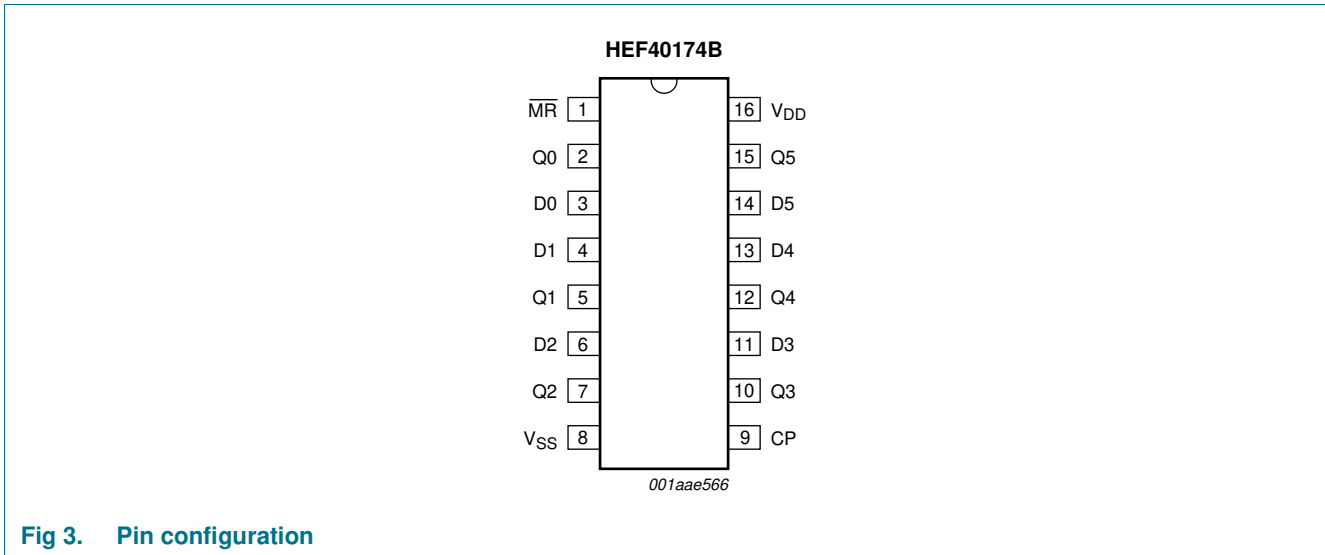 HEF40174B
M̅R̅ 1 16 VDD
Q0 2 15 Q5
D0 3 14 D5
D1 4 13 D4
Q1 5 12 Q4
D2 6 11 D3
Q2 7 10 Q3
VSS 8 9 CP
001aae566
Fig 3. Pin configuration